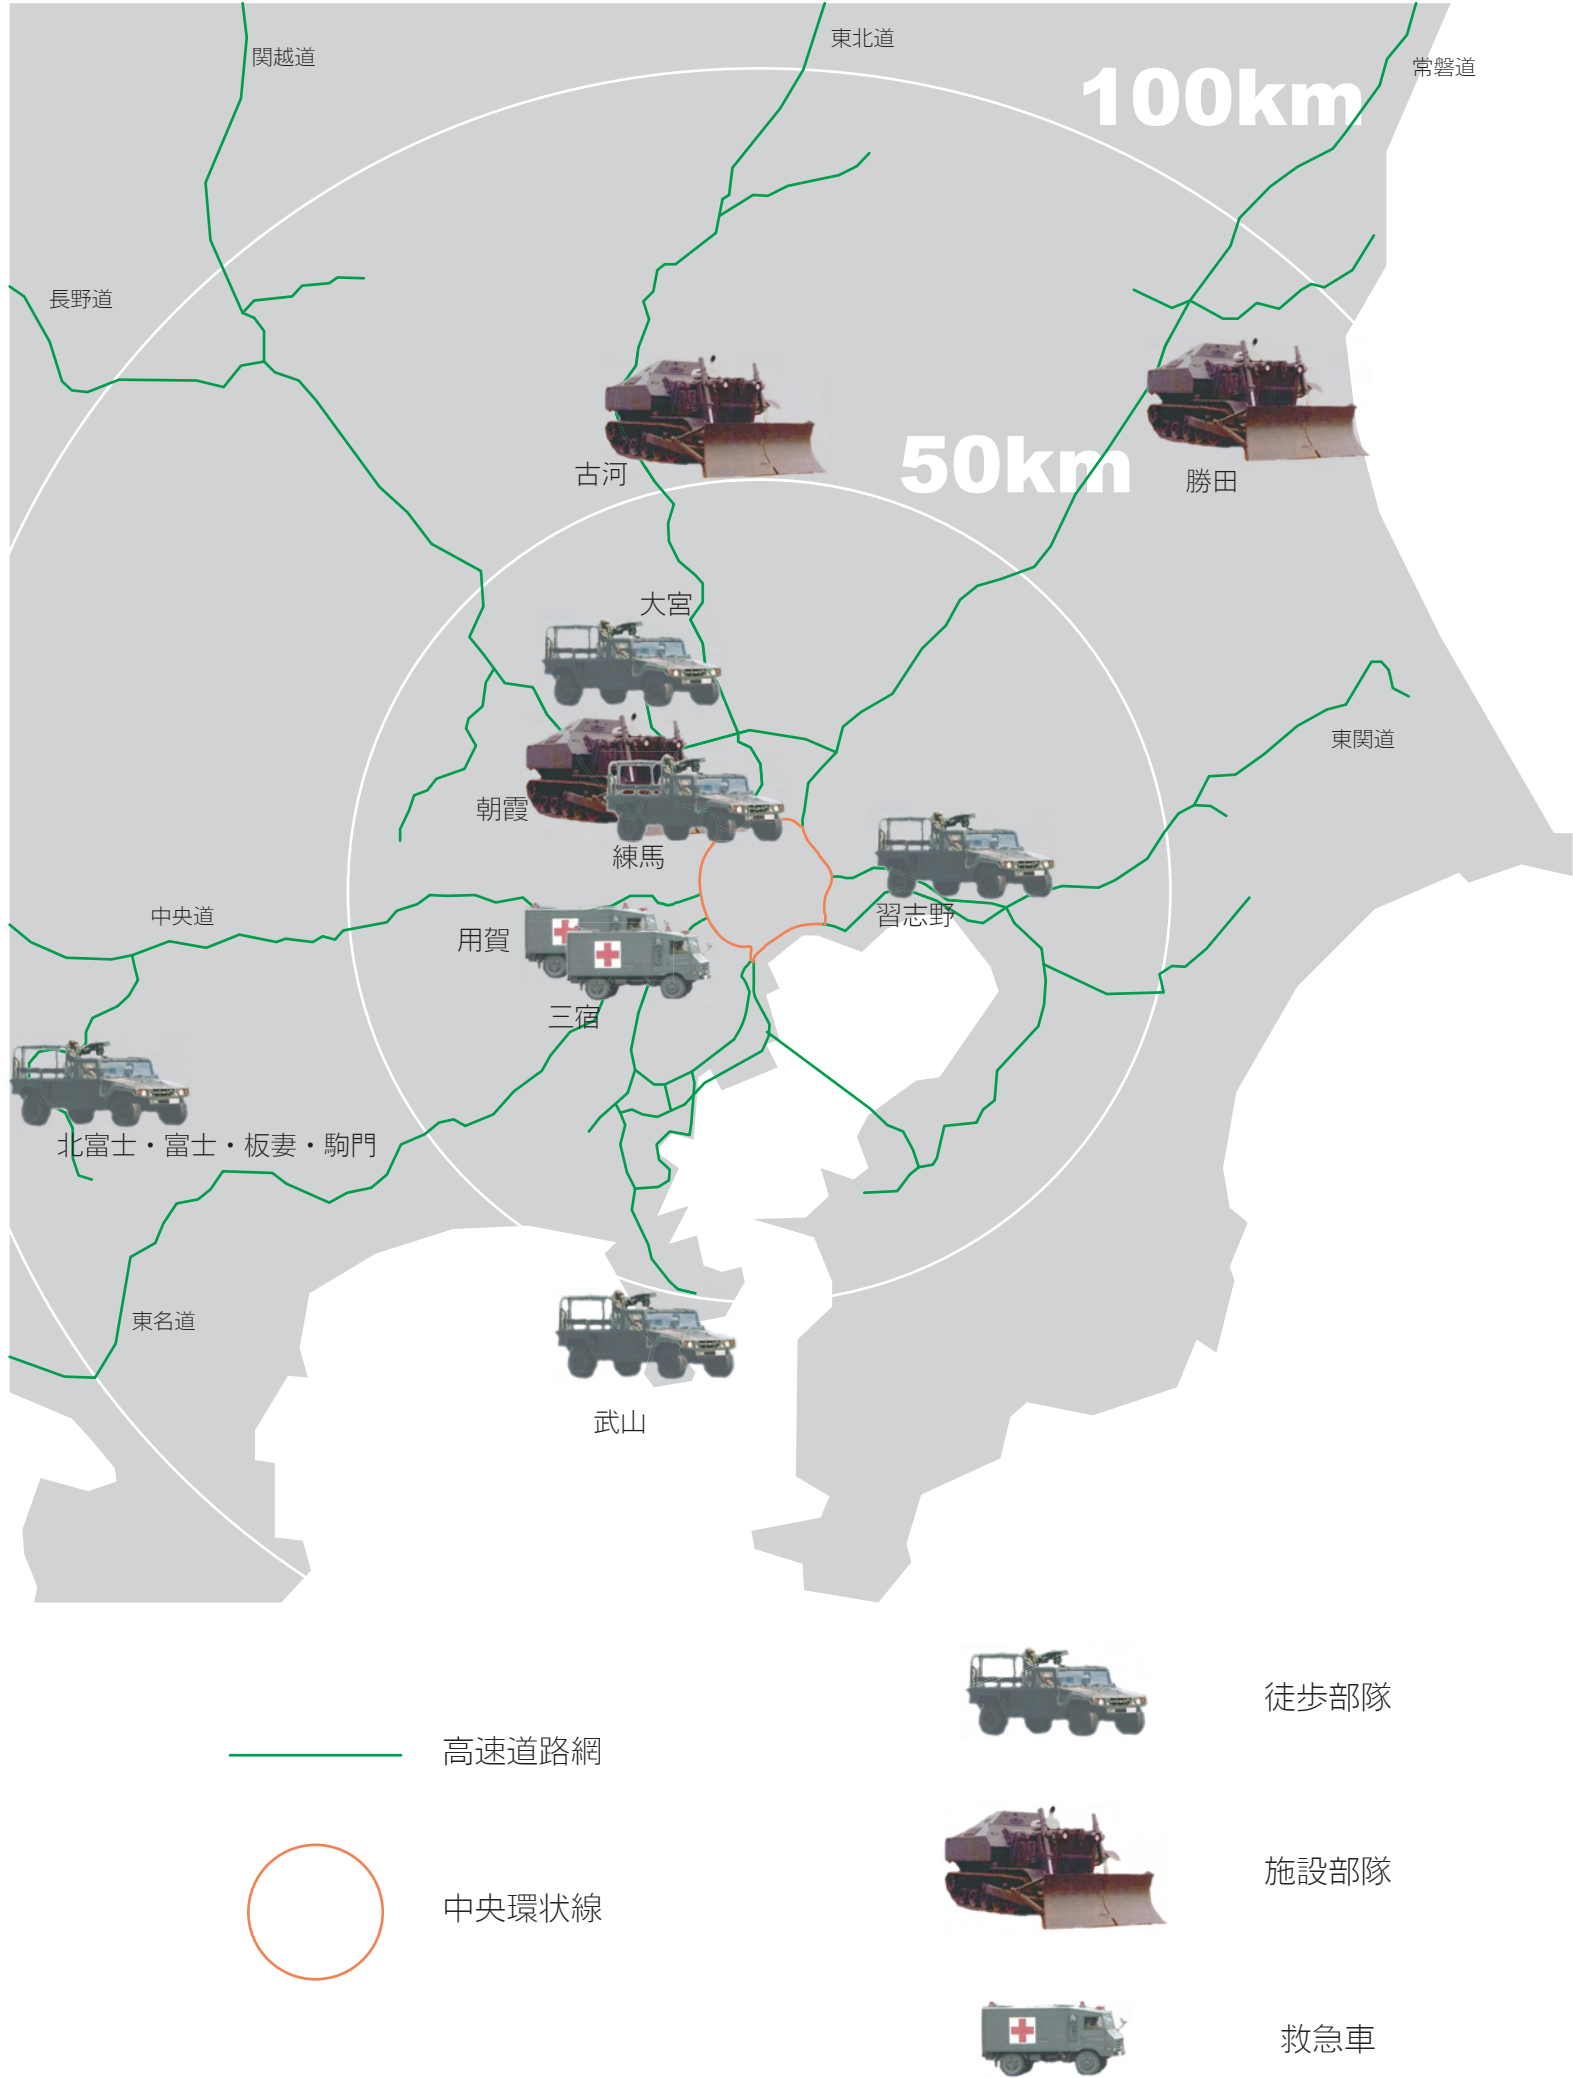 東北道
関越道
常磐道
100km
長野道
50km
古河
勝田
大宮
東関道
朝霞
練馬
中央道
習志野
用賀
三宿
北富士・富士・板妻・駒門
東名道
武山
徒歩部隊
高速道路網
施設部隊
中央環状線
救急車